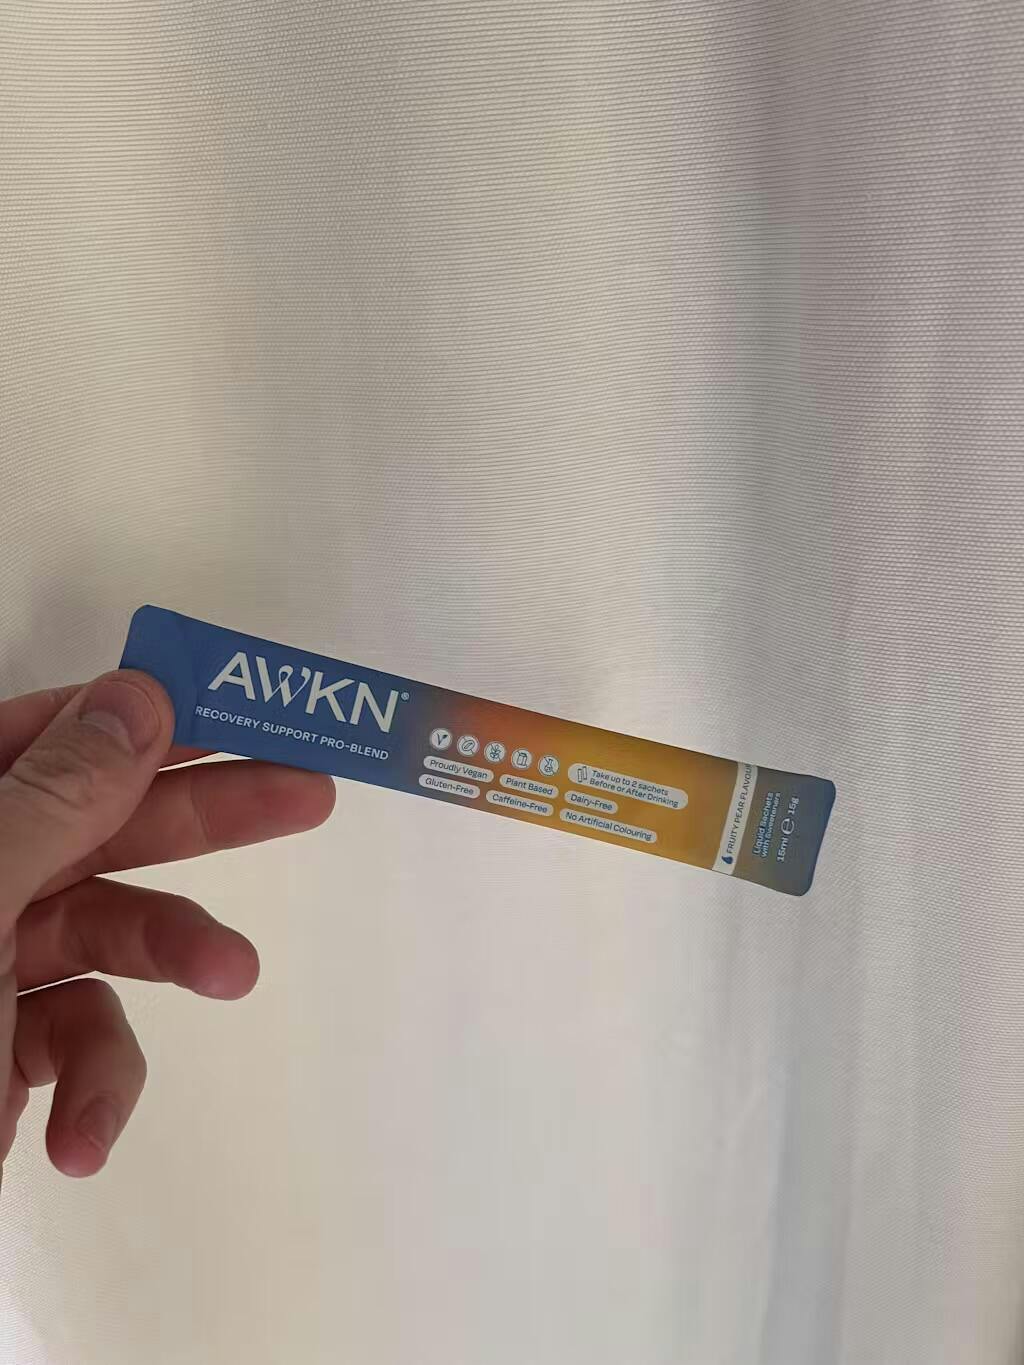 AWKN®
RECOVERY SUPPORT PRO-BLEND
Take up to 2 sachets
Before or After Drinking
Proudly Vegan
Plant Based
Dairy-Free
Gluten-Free
Caffeine-Free
No Artificial Colouring
FRUITY PEAR FLAVOUR
Liquid Sachets
with Sweeteners
15ml ℮ 15g